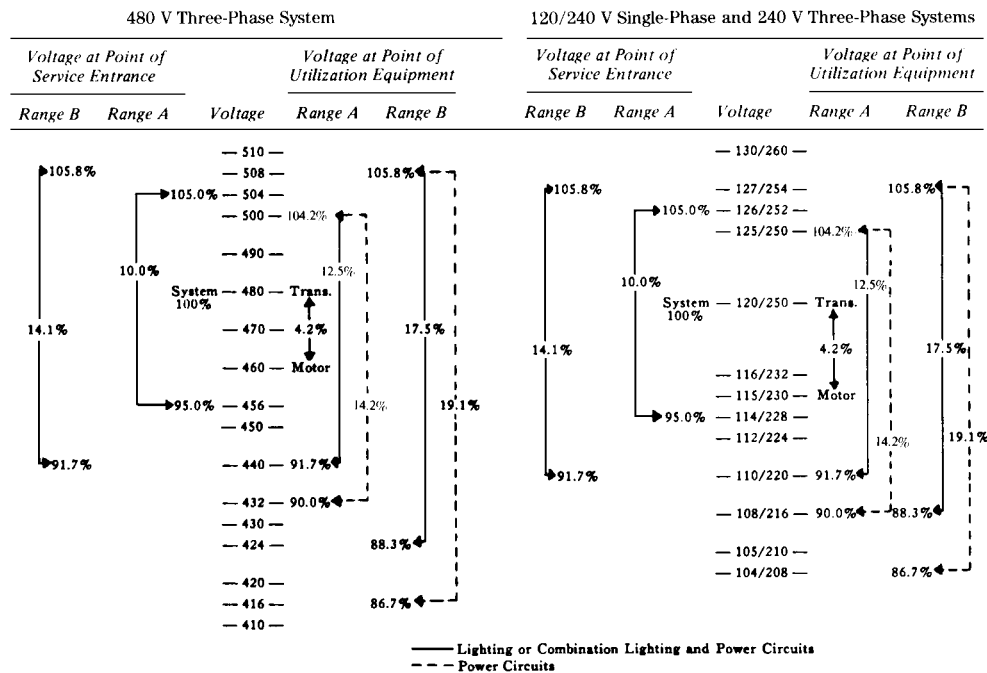 480 V Three-Phase System 120/240 V Single-Phase and 240 V Three-Phase Systems
Voltage at Point of Service Entrance Voltage at Point of Utilization Equipment Voltage at Point of Service Entrance Voltage at Point of Utilization Equipment
Range B Range A Voltage Range A Range B Range B Range A Voltage Range A Range B
— 510 — — 130/260 —
105.8% — 508 — 105.8% 105.8% — 127/254 — 105.8%
105.0% — 504 — 105.0% — 126/252 —
— 500 — 104.2% — 125/250 — 104.2%
— 490 —
10.0% 12.5% 10.0% 12.5%
System 100% — 480 — Trans. System 100% — 120/250 — Trans.
14.1% — 470 — 4.2% 17.5% 14.1% 4.2% 17.5%
— 460 — Motor — 116/232 —
— 115/230 — Motor
95.0% — 456 — 14.2% 19.1% 95.0% — 114/228 —
— 450 — — 112/224 — 14.2% 19.1%
91.7% — 440 — 91.7% 91.7% — 110/220 — 91.7%
— 432 — 90.0% — 108/216 — 90.0% 88.3%
— 430 —
— 424 — 88.3% — 105/210 —
— 420 — — 104/208 — 86.7%
— 416 — 86.7%
— 410 —
Lighting or Combination Lighting and Power Circuits
Power Circuits